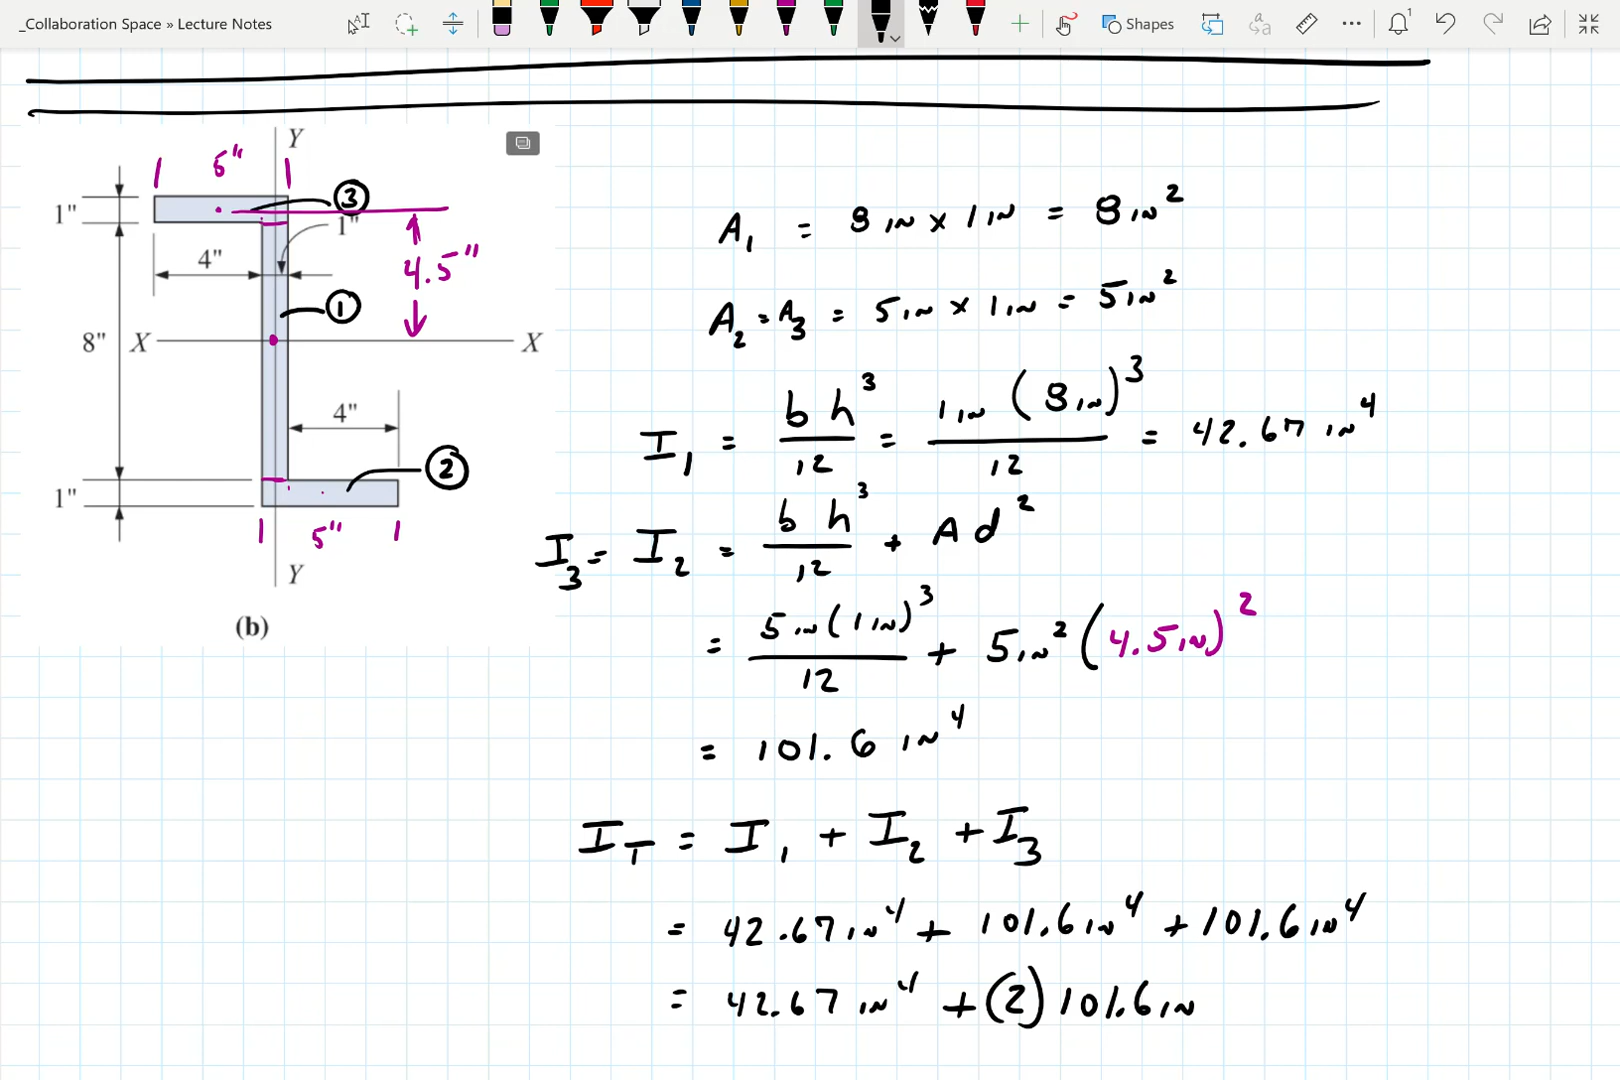 _Collaboration Space » Lecture Notes
Shapes
Y
5"
③
1"
1"
4"
4.5"
①
8"
X
X
4"
②
1"
5"
Y
(b)
A₁ = 8 in × 1 in = 8 in²
A₂ = A₃ = 5 in × 1 in = 5 in²
I₁ = bh³/12 = 1 in (8 in)³/12 = 42.67 in⁴
I₃ = I₂ = bh³/12 + Ad²
= 5 in (1 in)³/12 + 5 in² (4.5 in)²
= 101.6 in⁴
I_T = I₁ + I₂ + I₃
= 42.67 in⁴ + 101.6 in⁴ + 101.6 in⁴
= 42.67 in⁴ + (2) 101.6 in